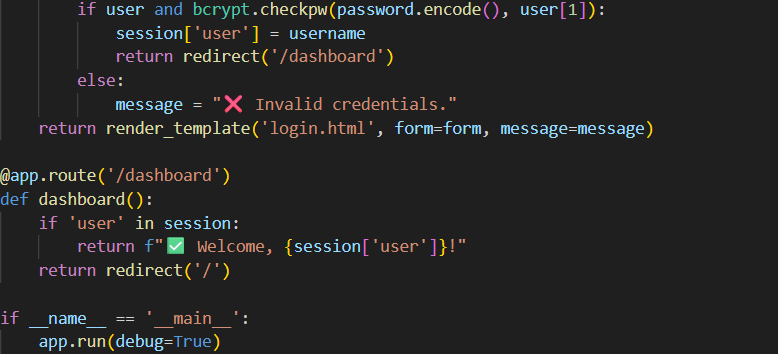 if user and bcrypt.checkpw(password.encode(), user[1]):
            session['user'] = username
            return redirect('/dashboard')
        else:
            message = "❌ Invalid credentials."
    return render_template('login.html', form=form, message=message)

@app.route('/dashboard')
def dashboard():
    if 'user' in session:
        return f"✅ Welcome, {session['user']}!"
    return redirect('/')

if __name__ == '__main__':
    app.run(debug=True)